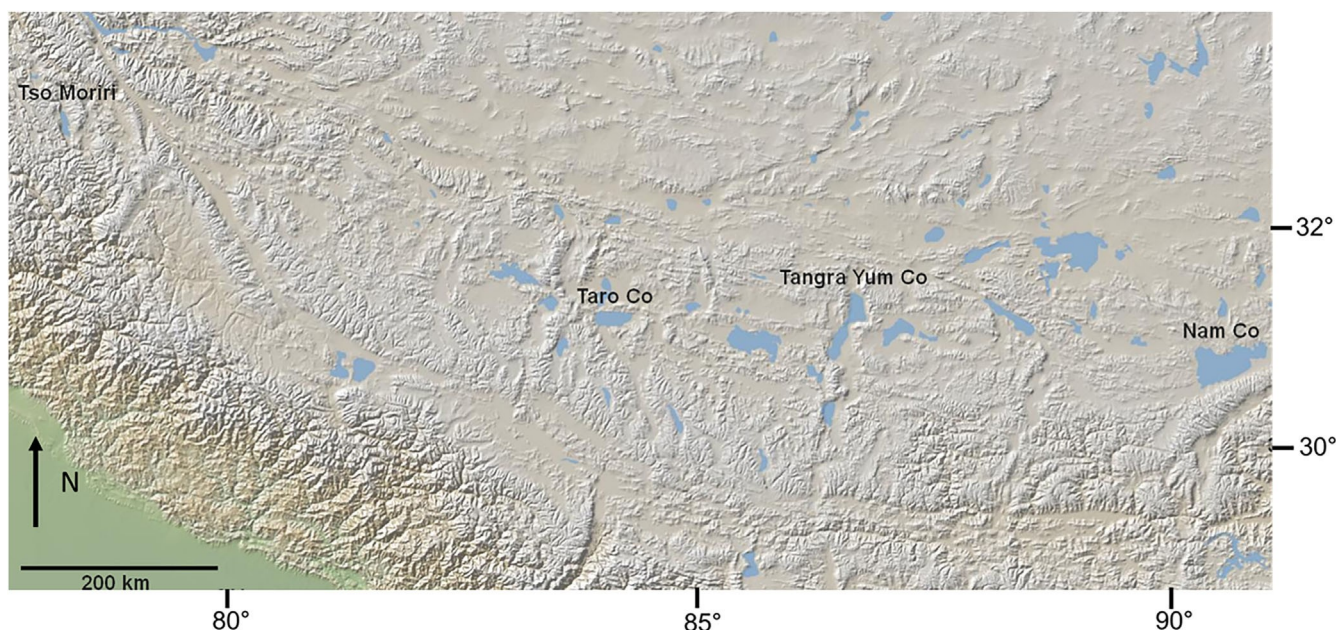 Tso Moriri
32°
Tangra Yum Co
Taro Co
Nam Co
30°
N
200 km
80°
85°
90°